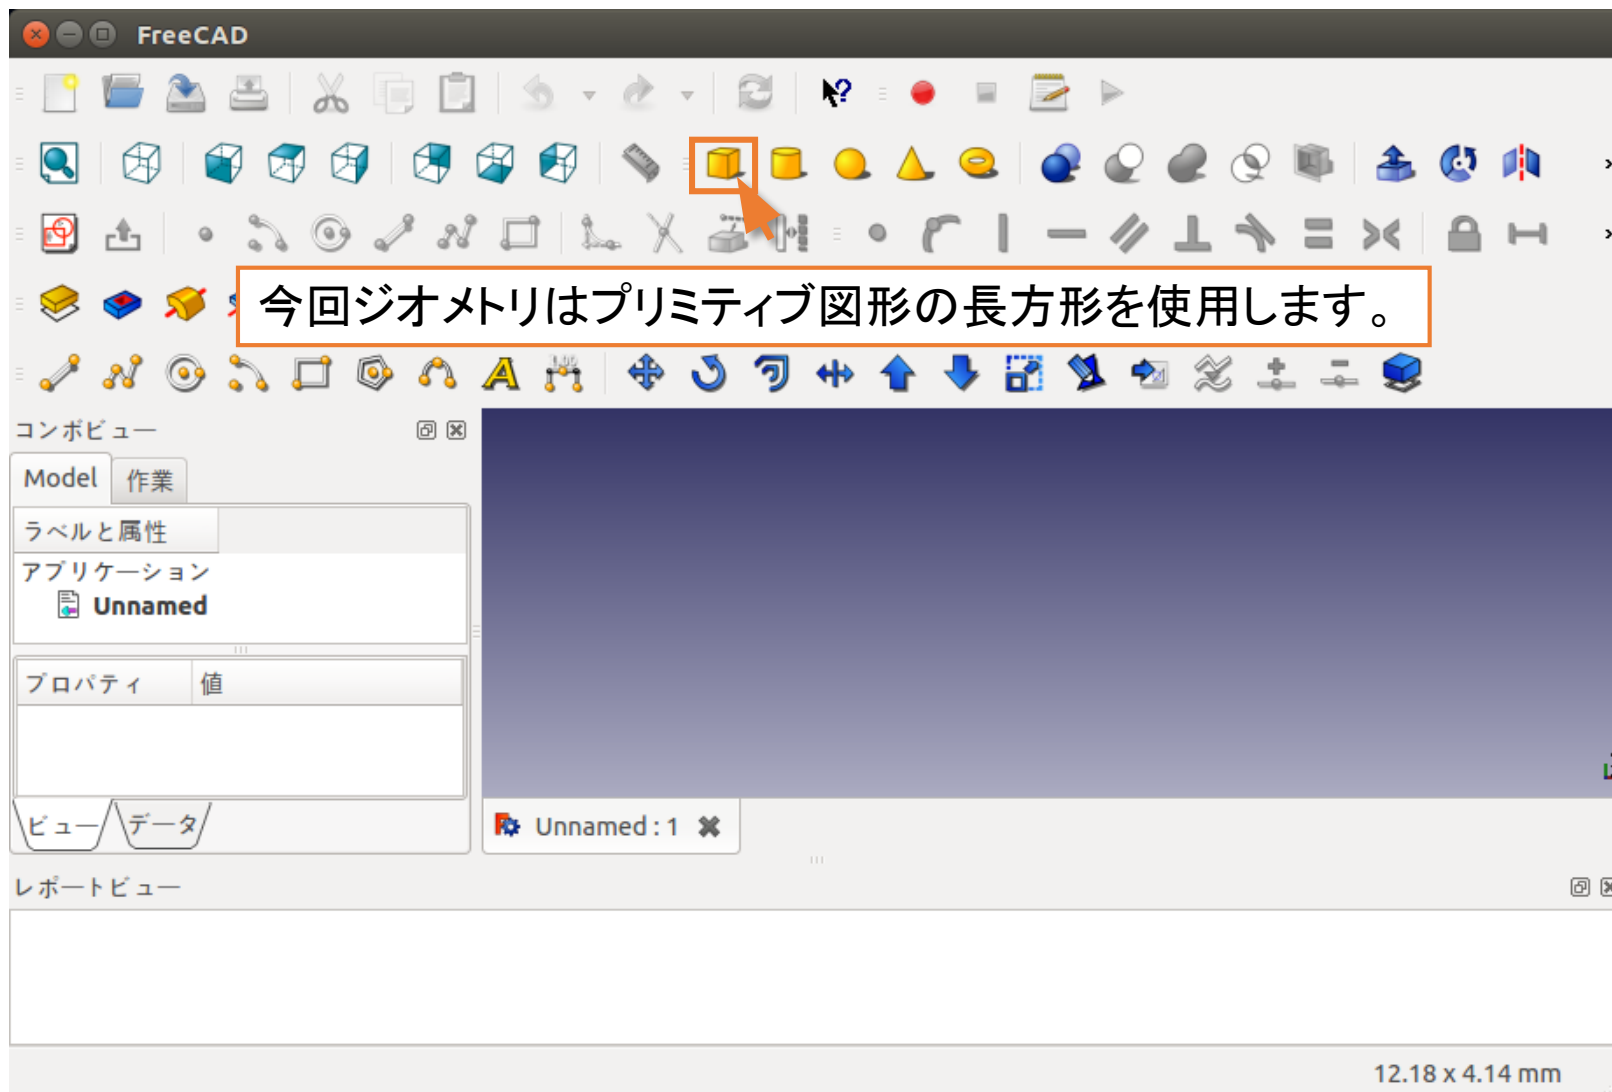 FreeCAD
今回ジオメトリはプリミティブ図形の長方形を使用します。
1.00
コンボビュー
Model 作業
ラベルと属性
アプリケーション
Unnamed
プロパティ 値
ビュー データ
Unnamed : 1
レポートビュー
12.18 x 4.14 mm